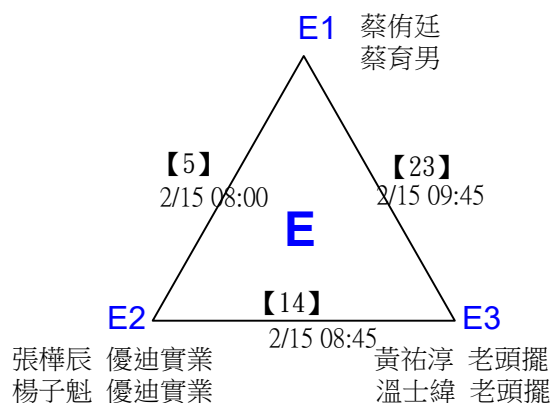 E1 蔡侑廷
蔡育男
【5】
2/15 08:00
【23】
2/15 09:45
E
E2
【14】
2/15 08:45
E3
張樺辰 優迪實業
楊子魁 優迪實業
黃祐淳 老頭擺
溫士緯 老頭擺